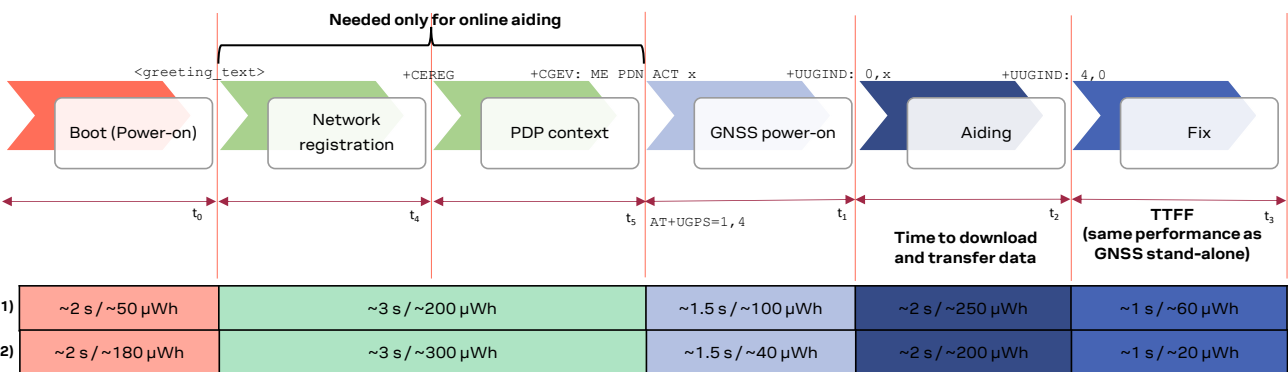 Needed only for online aiding
<greeting_text>
+CEREG
+CGEV: ME PDN ACT x
+UUGIND: 0,x
+UUGIND: 4,0
Boot (Power-on)
Network
registration
PDP context
GNSS power-on
Aiding
Fix
t0
t4
t5
AT+UGPS=1,4
t1
t2
t3
Time to download
and transfer data
TTFF
(same performance as
GNSS stand-alone)
1) ~2 s / ~50 µWh ~3 s / ~200 µWh ~1.5 s / ~100 µWh ~2 s / ~250 µWh ~1 s / ~60 µWh
2) ~2 s / ~180 µWh ~3 s / ~300 µWh ~1.5 s / ~40 µWh ~2 s / ~200 µWh ~1 s / ~20 µWh